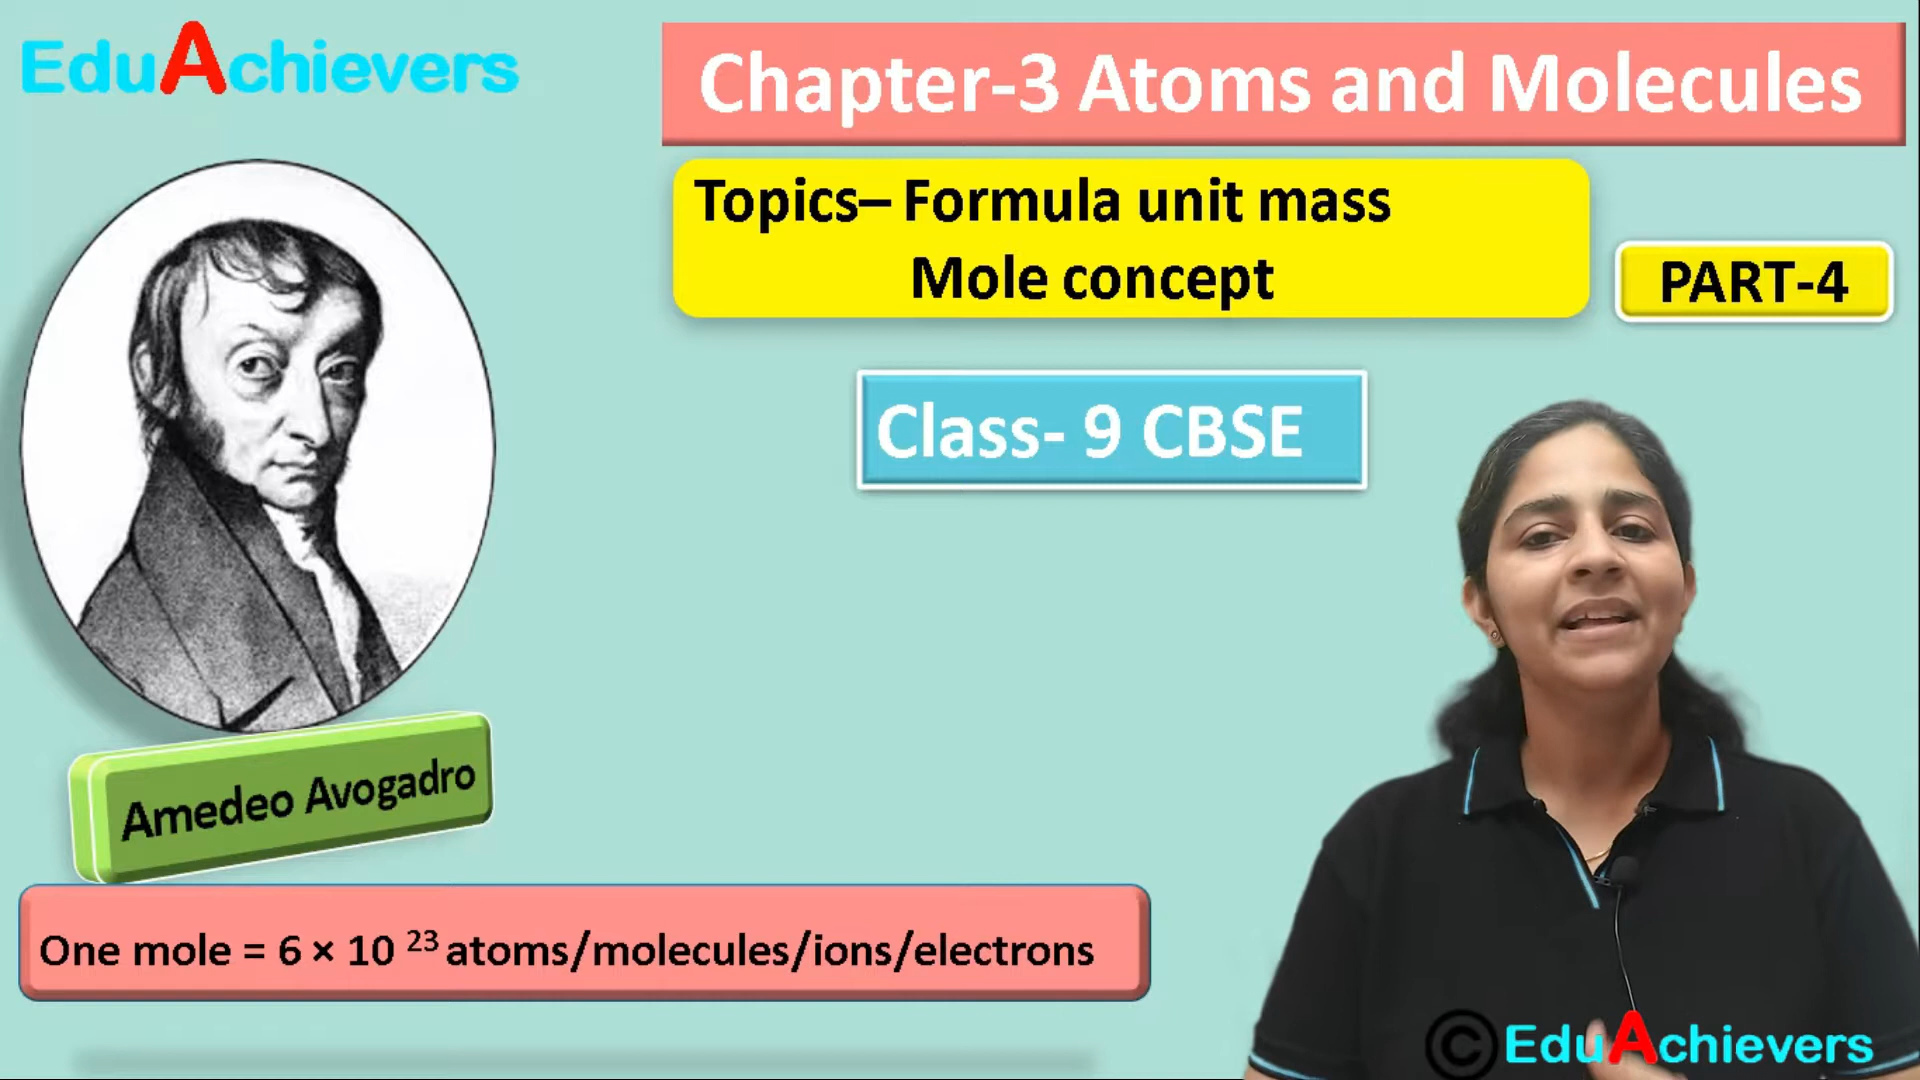 EduAchievers
Chapter-3 Atoms and Molecules
Topics– Formula unit mass
Mole concept
PART-4
Class- 9 CBSE
Amedeo Avogadro
One mole = 6 × 10 ²³ atoms/molecules/ions/electrons
© EduAchievers